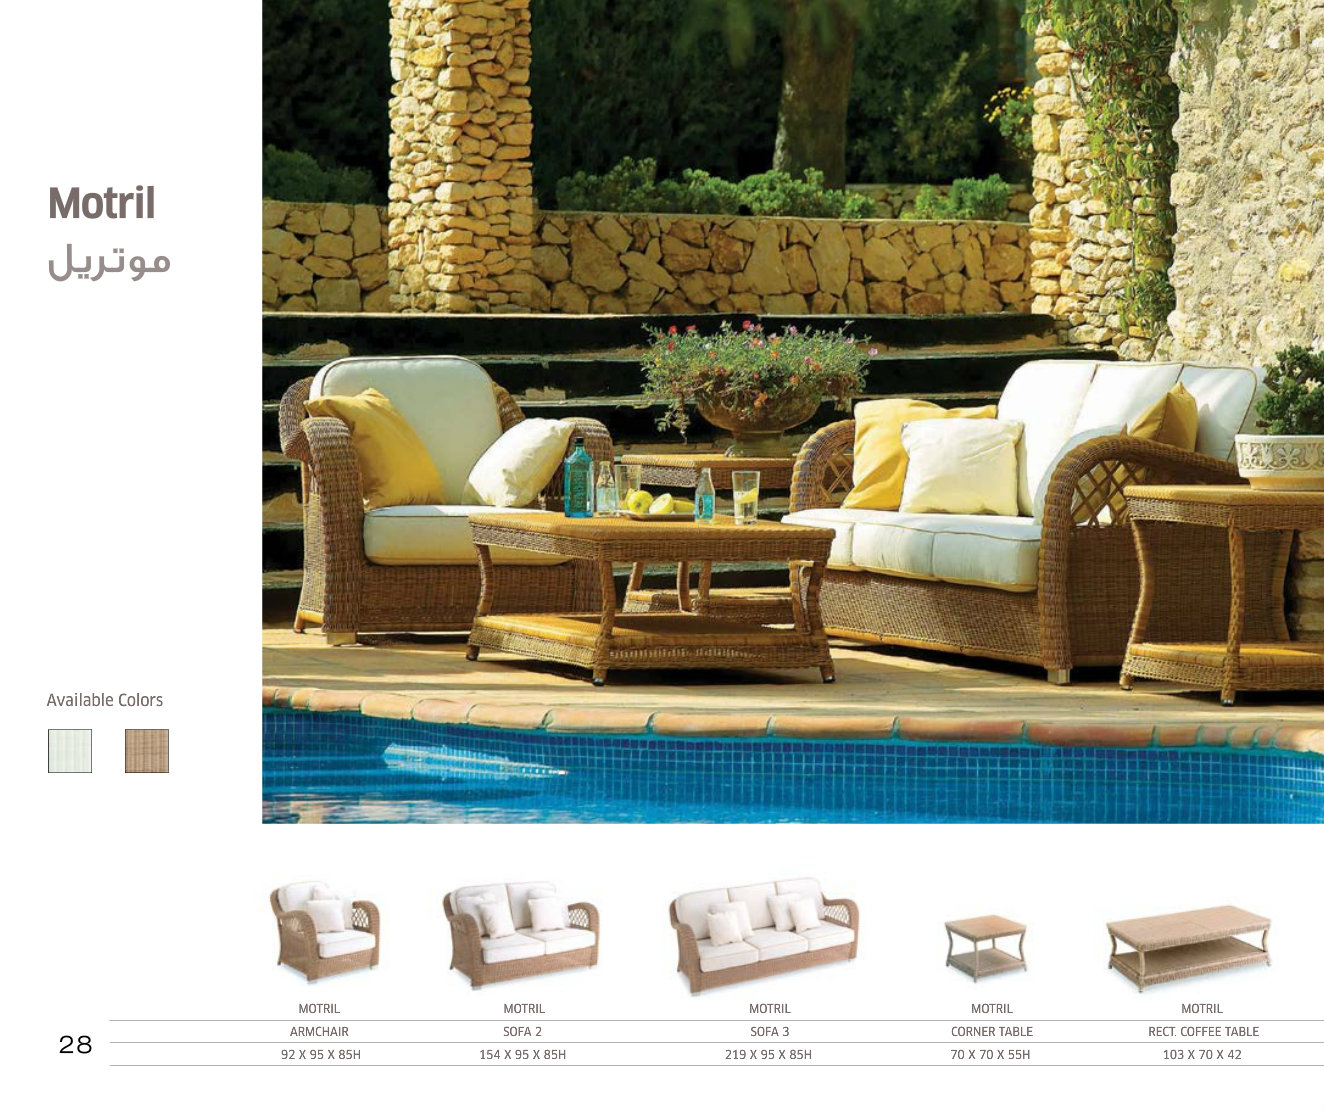 Motril
موتريل
Available Colors
MOTRIL MOTRIL MOTRIL MOTRIL MOTRIL
ARMCHAIR SOFA 2 SOFA 3 CORNER TABLE RECT. COFFEE TABLE
92 X 95 X 85H 154 X 95 X 85H 219 X 95 X 85H 70 X 70 X 55H 103 X 70 X 42
28